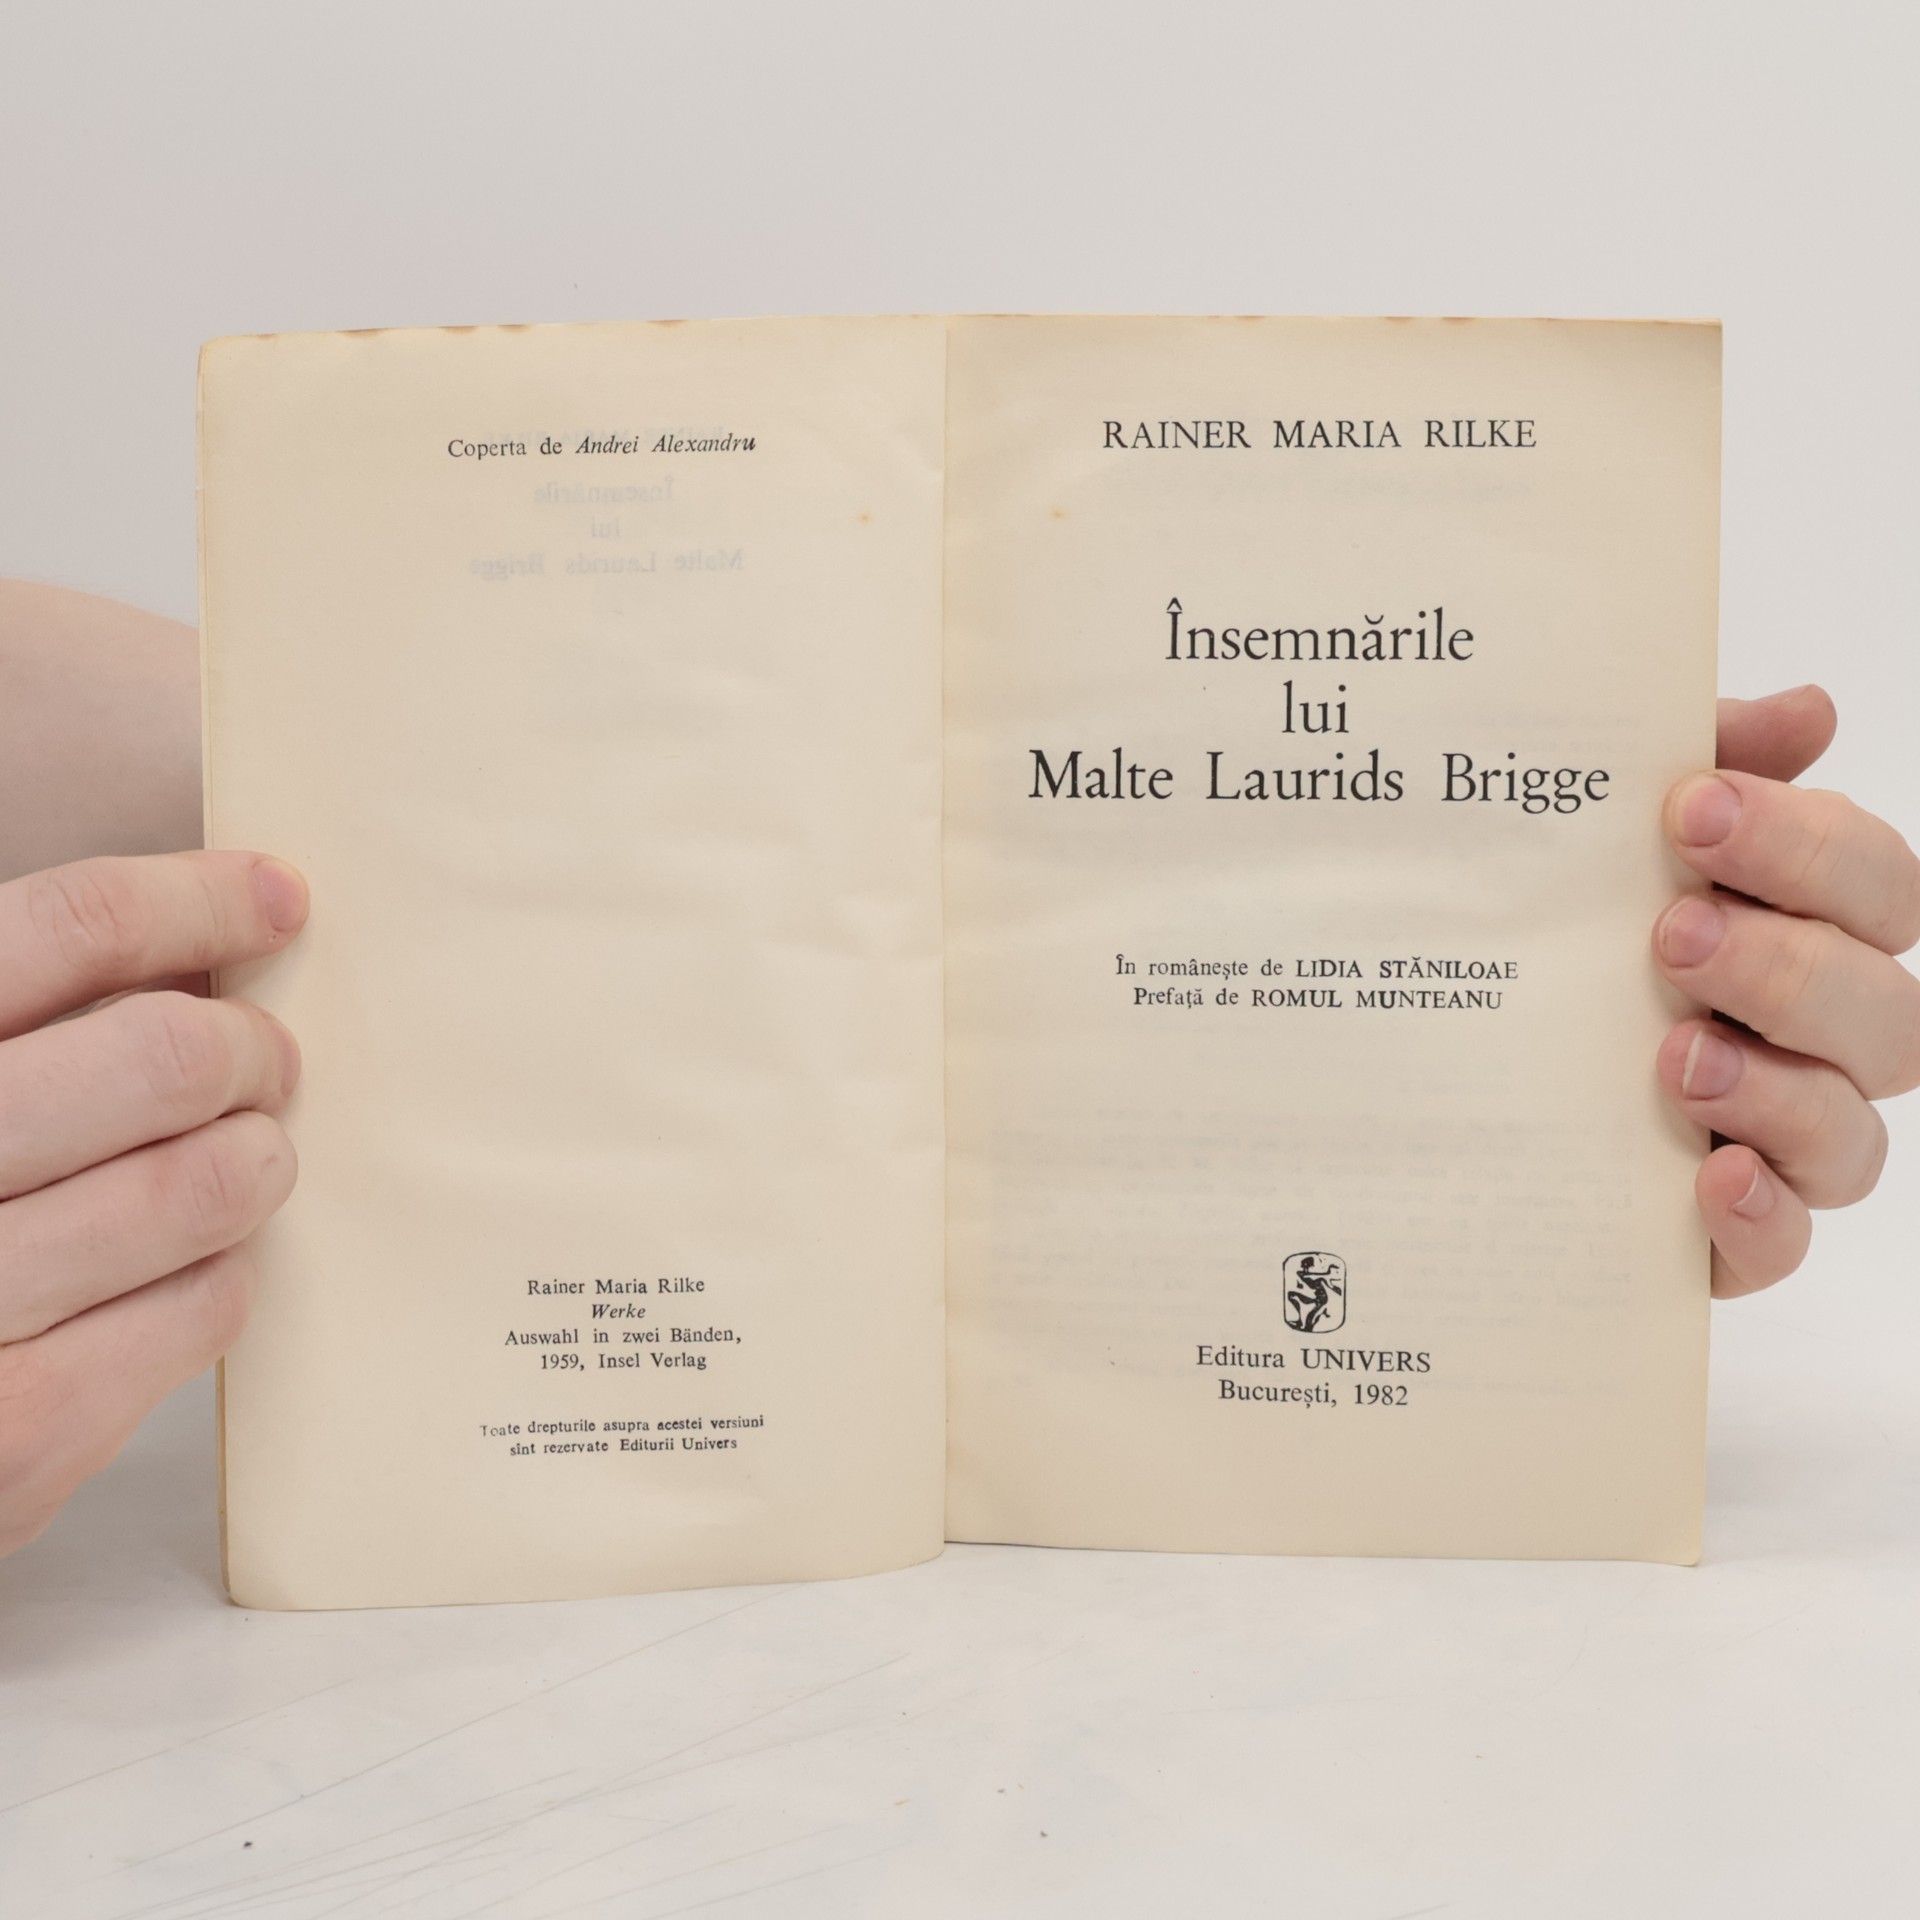 Coperta de Andrei Alexandru
Rainer Maria Rilke
Werke
Auswahl in zwei Bänden,
1959, Insel Verlag
Toate drepturile asupra acestei versiuni
sînt rezervate Editurii Univers
RAINER MARIA RILKE
Însemnările
lui
Malte Laurids Brigge
În românește de LIDIA STĂNILOAE
Prefață de ROMUL MUNTEANU
Editura UNIVERS
București, 1982